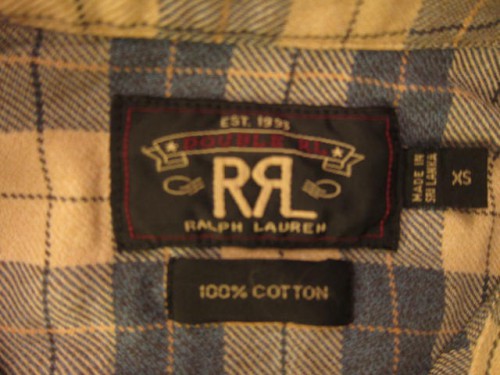 EST. 1993
DOUBLE RL
RRL
RALPH LAUREN
MADE IN
SRI LANKA
XS
100% COTTON